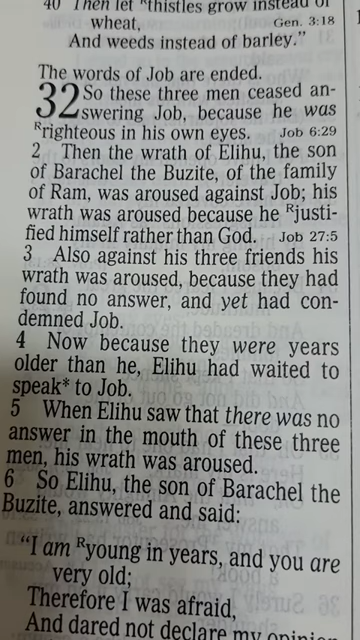 40 Then let ᴿthistles grow instead of
wheat, Gen. 3:18
And weeds instead of barley.”
The words of Job are ended.
32 So these three men ceased an-
swering Job, because he was
ᴿrighteous in his own eyes. Job 6:29
2 Then the wrath of Elihu, the son
of Barachel the Buzite, of the family
of Ram, was aroused against Job; his
wrath was aroused because he ᴿjusti-
fied himself rather than God. Job 27:5
3 Also against his three friends his
wrath was aroused, because they had
found no answer, and yet had con-
demned Job.
4 Now because they were years
older than he, Elihu had waited to
speak* to Job.
5 When Elihu saw that there was no
answer in the mouth of these three
men, his wrath was aroused.
6 So Elihu, the son of Barachel the
Buzite, answered and said:
“I am ᴿyoung in years, and you are
very old;
Therefore I was afraid,
And dared not declare my opinion